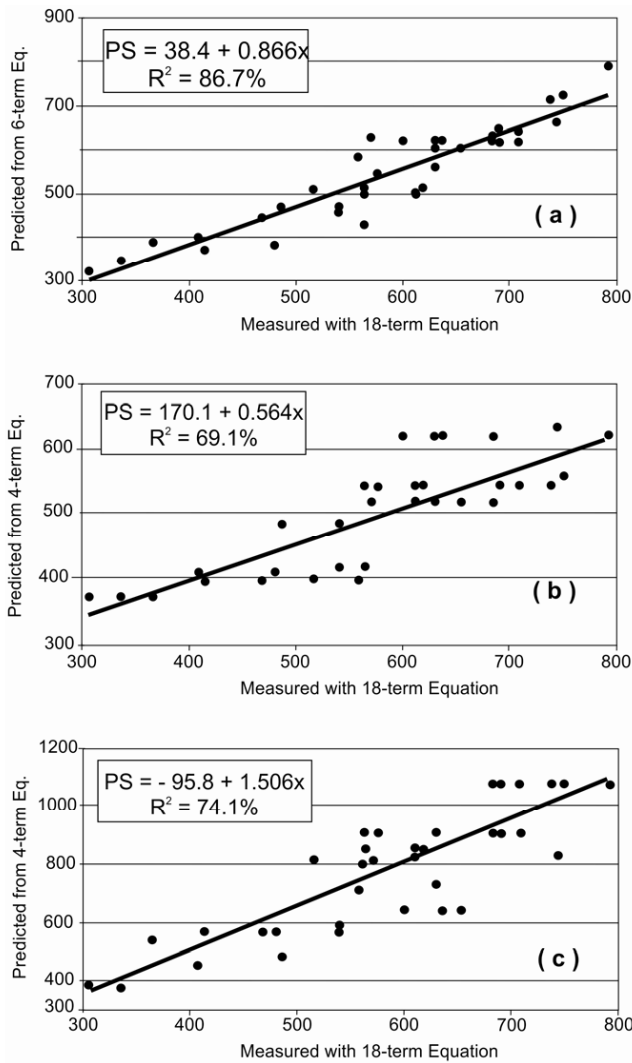 900
700
500
300
Predicted from 6-term Eq.
PS = 38.4 + 0.866x
R² = 86.7%
( a )
300 400 500 600 700 800
Measured with 18-term Equation
700
600
500
400
300
Predicted from 4-term Eq.
PS = 170.1 + 0.564x
R² = 69.1%
( b )
300 400 500 600 700 800
Measured with 18-term Equation
1200
1000
800
600
400
300
Predicted from 4-term Eq.
PS = - 95.8 + 1.506x
R² = 74.1%
( c )
300 400 500 600 700 800
Measured with 18-term Equation